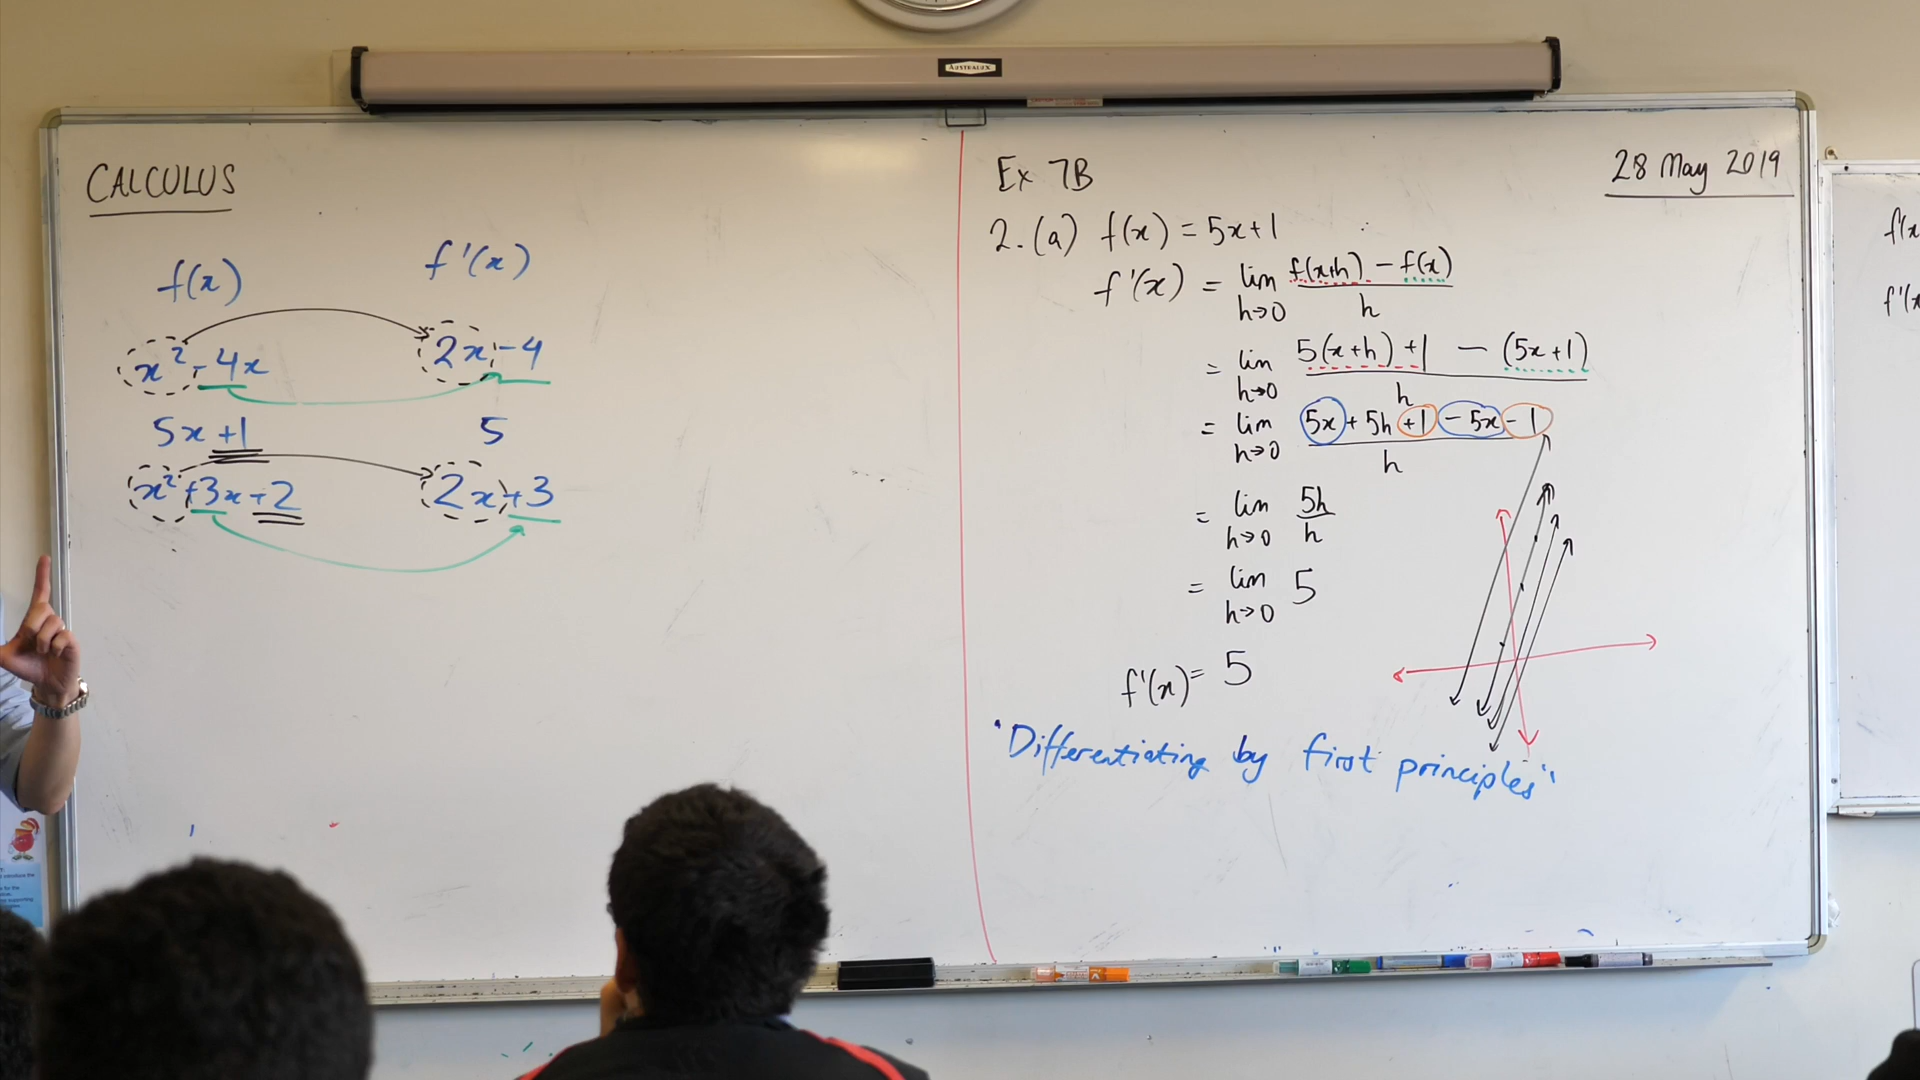 AUSTRALUX
CALCULUS
f(x) f'(x)
x² - 4x 2x - 4
5x + 1 5
x² + 3x + 2 2x + 3
Ex 7B
28 May 2019
2. (a) f(x) = 5x+1
f'(x) = lim h→0 f(x+h) - f(x) / h
= lim h→0 5(x+h) +1 - (5x+1) / h
= lim h→0 5x + 5h +1 - 5x - 1 / h
= lim h→0 5h / h
= lim h→0 5
f'(x) = 5
"Differentiating by first principles"
f(x
f'(x